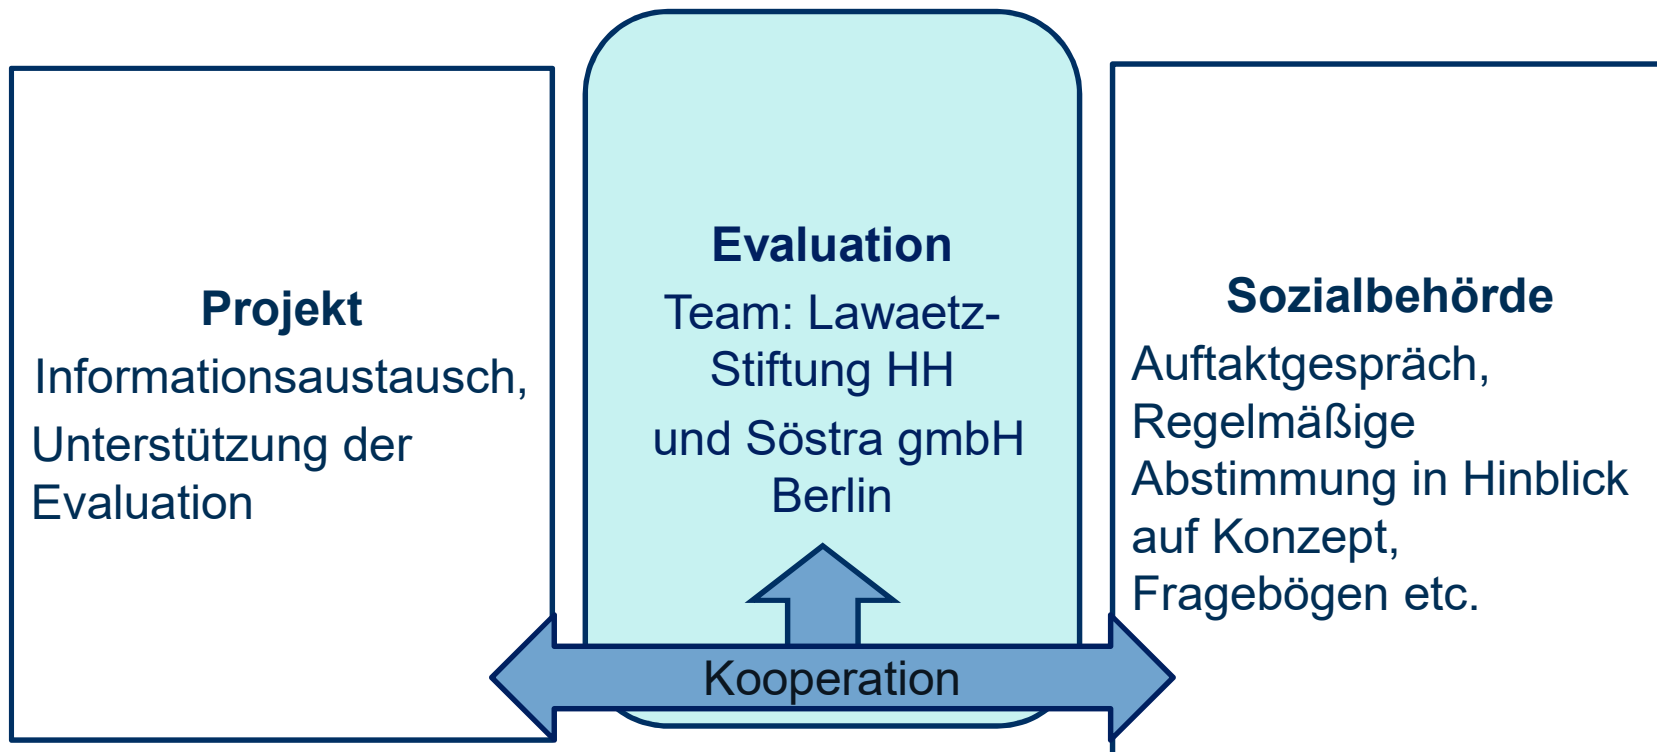 Projekt
Informationsaustausch,
Unterstützung der
Evaluation
Evaluation
Team: Lawaetz-
Stiftung HH
und Söstra gmbH
Berlin
Sozialbehörde
Auftaktgespräch,
Regelmäßige
Abstimmung in Hinblick
auf Konzept,
Fragebögen etc.
Kooperation